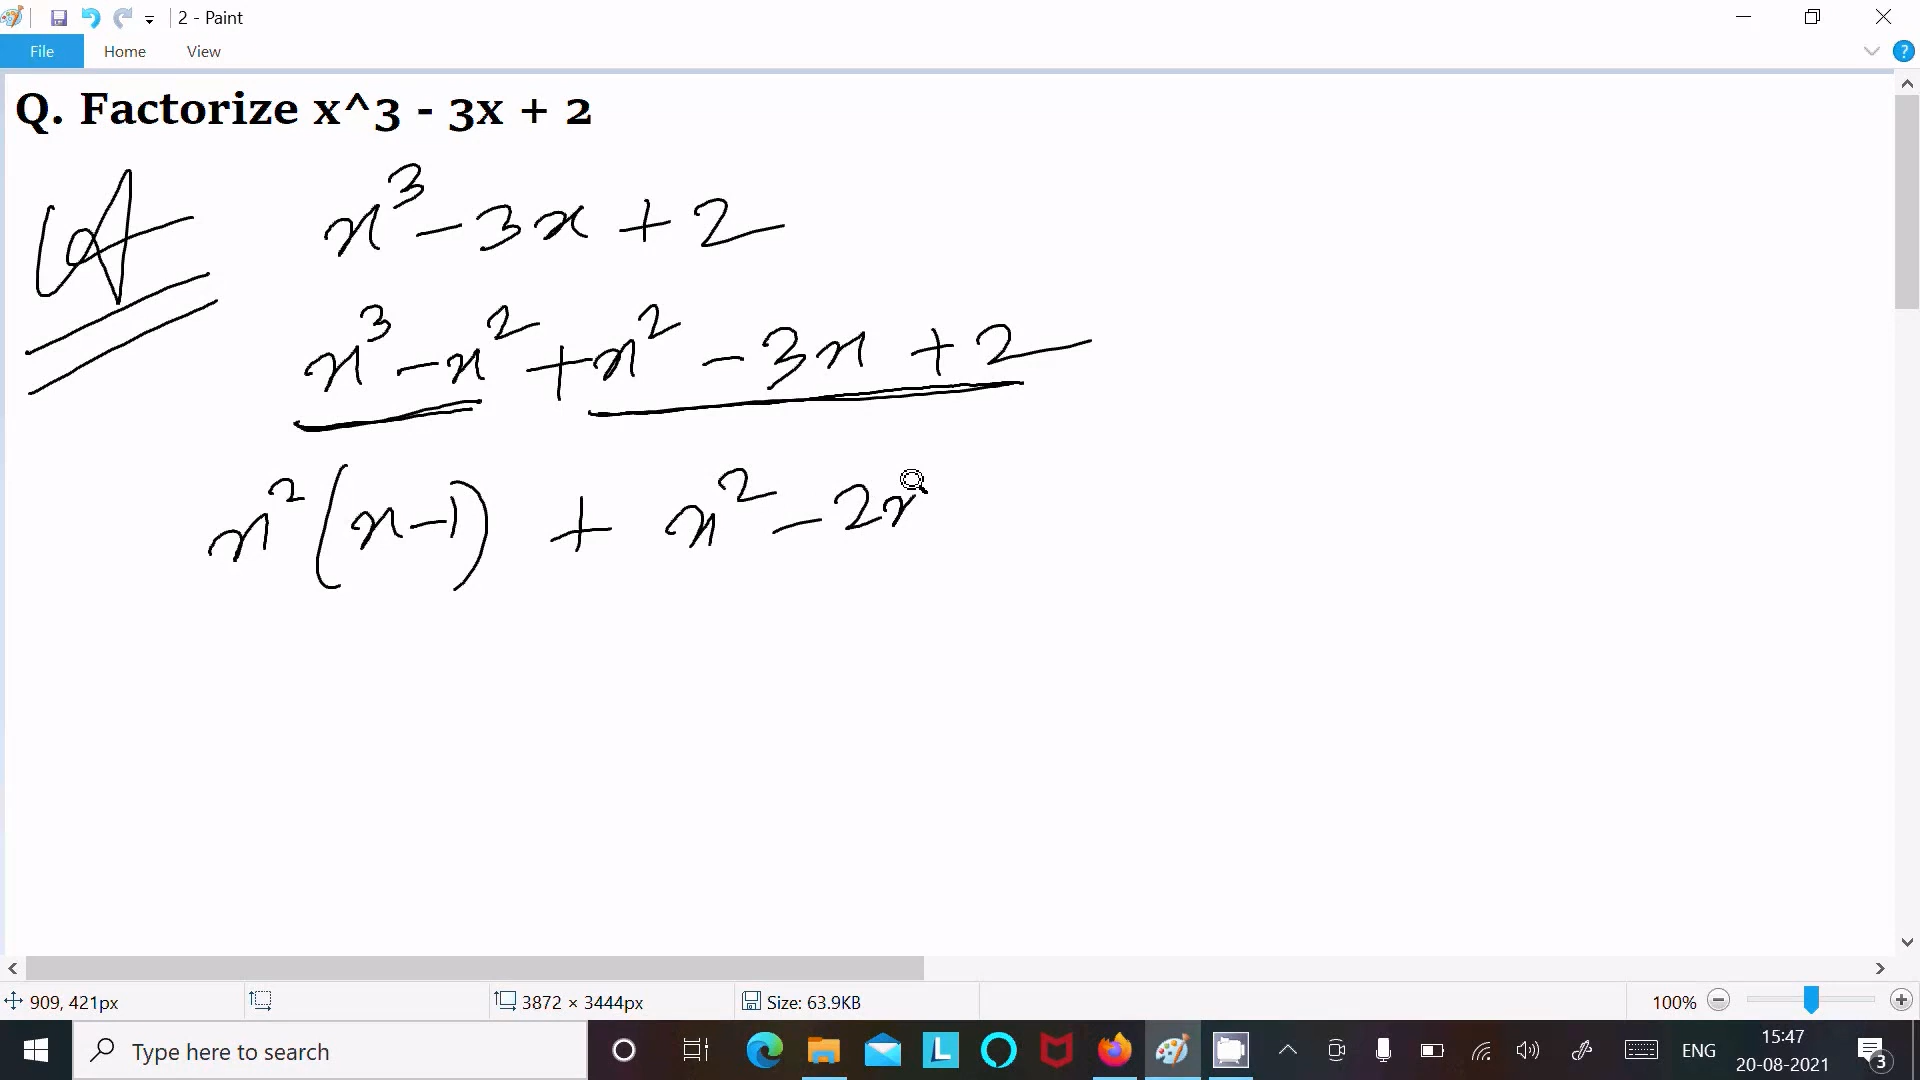 2 - Paint
File Home View
Q. Factorize x^3 - 3x + 2
A x³ - 3x + 2
x³ - x² + x² - 3x + 2
x² (x - 1) + x² - 2x
909, 421px 3872 × 3444px Size: 63.9KB 100%
Type here to search L ENG 15:47
20-08-2021 3